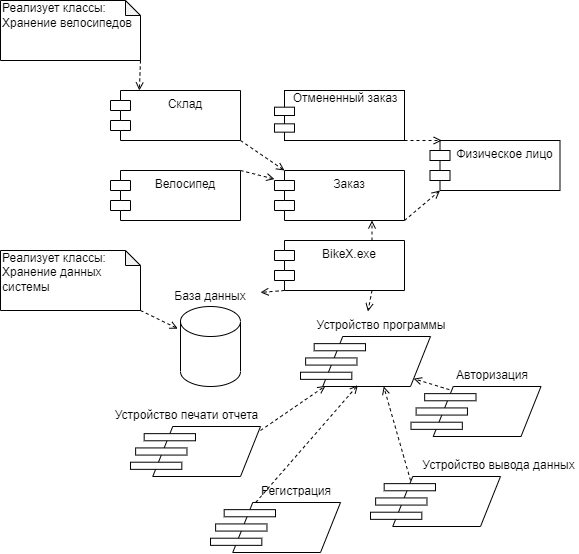 Реализует классы:
Хранение велосипедов
Склад
Отмененный заказ
Физическое лицо
Велосипед
Заказ
BikeX.exe
Реализует классы:
Хранение данных
системы
База данных
Устройство программы
Авторизация
Устройство печати отчета
Устройство вывода данных
Регистрация